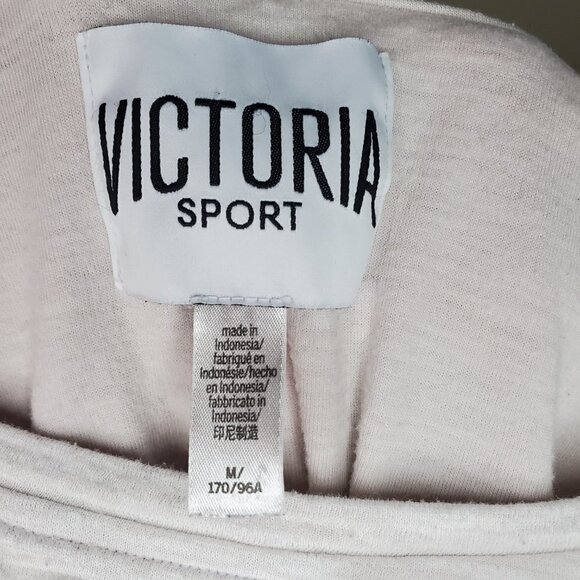 VICTORIA
SPORT
made in
Indonesia/
fabriqué en
Indonésie/hecho
en Indonesia/
fabbricato in
Indonesia/
印尼制造
M/
170/96A